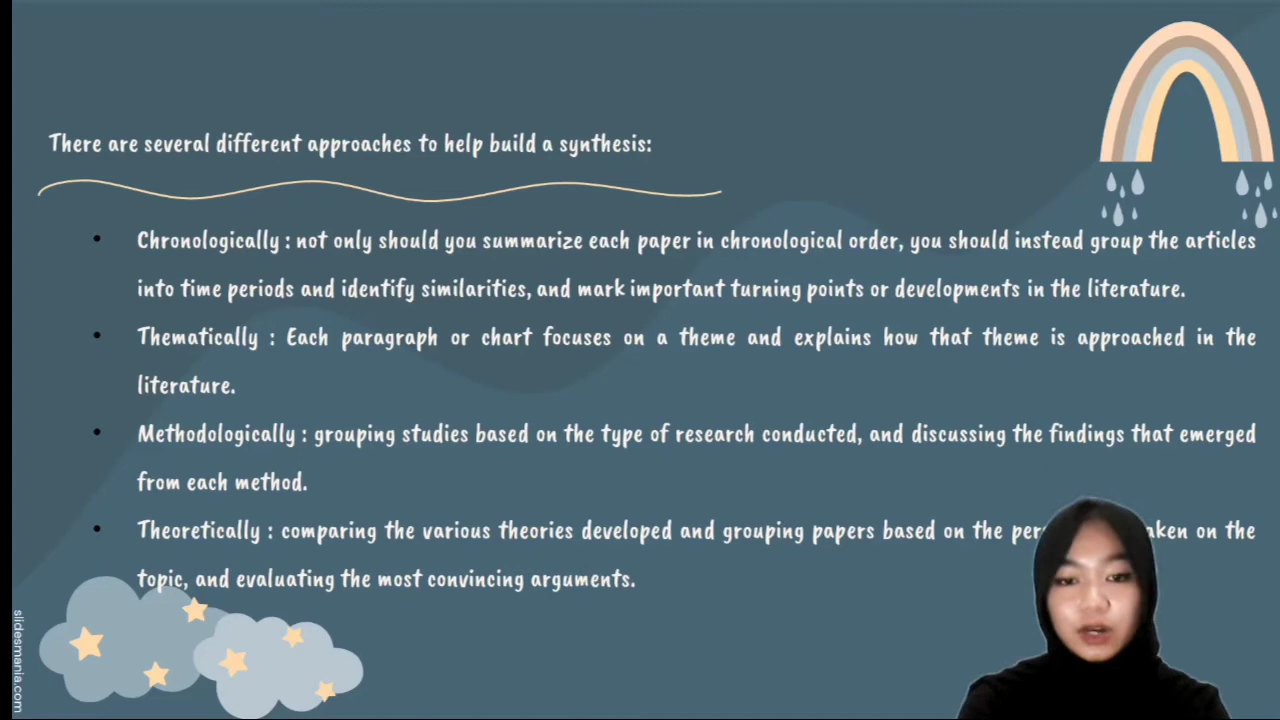 There are several different approaches to help build a synthesis:
• Chronologically : not only should you summarize each paper in chronological order, you should instead group the articles
into time periods and identify similarities, and mark important turning points or developments in the literature.
• Thematically : Each paragraph or chart focuses on a theme and explains how that theme is approached in the
literature.
• Methodologically : grouping studies based on the type of research conducted, and discussing the findings that emerged
from each method.
• Theoretically : comparing the various theories developed and grouping papers based on the on the
topic, and evaluating the most convincing arguments.
slidesmania.com